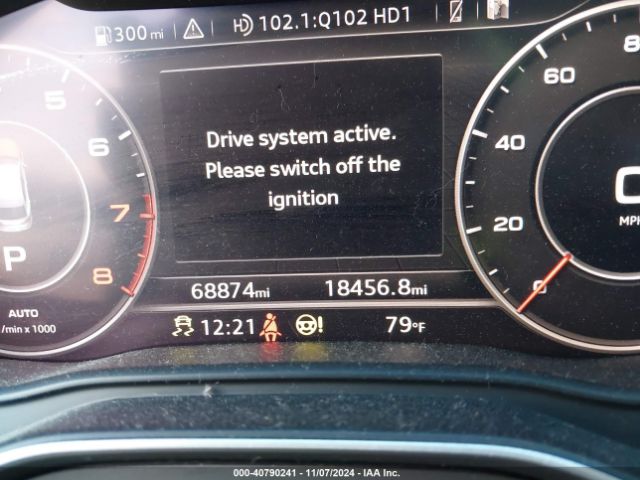 300 mi
102.1:Q102 HD1
5
6
7
8
P
AUTO
/min x 1000
Drive system active.
Please switch off the
ignition
68874mi
18456.8mi
12:21
79°F
0
20
40
60
MPH
000-40790241 - 11/07/2024 - IAA Inc.